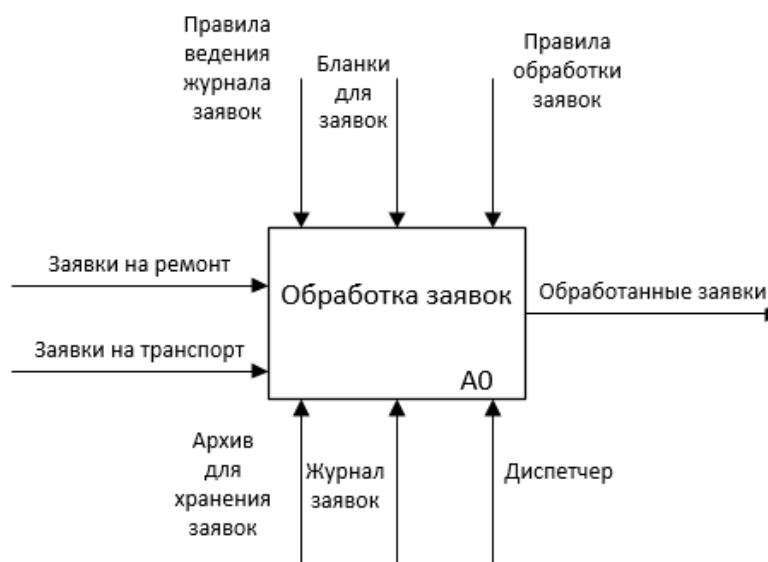 Правила
ведения
журнала
заявок
Бланки
для
заявок
Правила
обработки
заявок
Заявки на ремонт
Заявки на транспорт
Обработка заявок
А0
Обработанные заявки
Архив
для
хранения
заявок
Журнал
заявок
Диспетчер